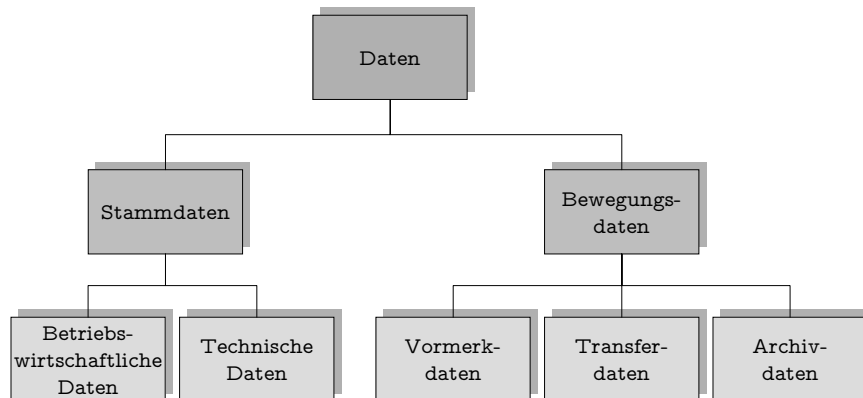 Daten
Stammdaten
Bewegungs-
daten
Betriebs-
wirtschaftliche
Daten
Technische
Daten
Vormerk-
daten
Transfer-
daten
Archiv-
daten